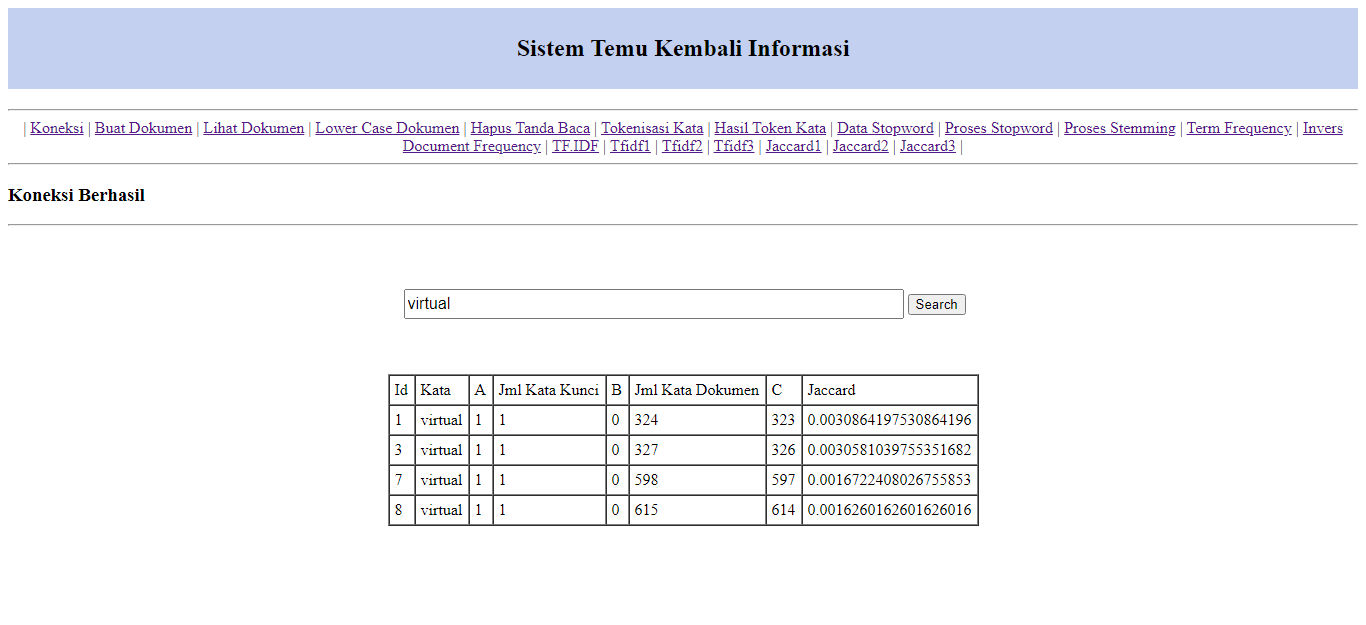 Sistem Temu Kembali Informasi
| Koneksi | Buat Dokumen | Lihat Dokumen | Lower Case Dokumen | Hapus Tanda Baca | Tokenisasi Kata | Hasil Token Kata | Data Stopword | Proses Stopword | Proses Stemming | Term Frequency | Invers
Document Frequency | TF.IDF | Tfidf1 | Tfidf2 | Tfidf3 | Jaccard1 | Jaccard2 | Jaccard3 |
Koneksi Berhasil
virtual Search
Id Kata A Jml Kata Kunci B Jml Kata Dokumen C Jaccard
1 virtual 1 1 0 324 323 0.0030864197530864196
3 virtual 1 1 0 327 326 0.0030581039755351682
7 virtual 1 1 0 598 597 0.0016722408026755853
8 virtual 1 1 0 615 614 0.0016260162601626016